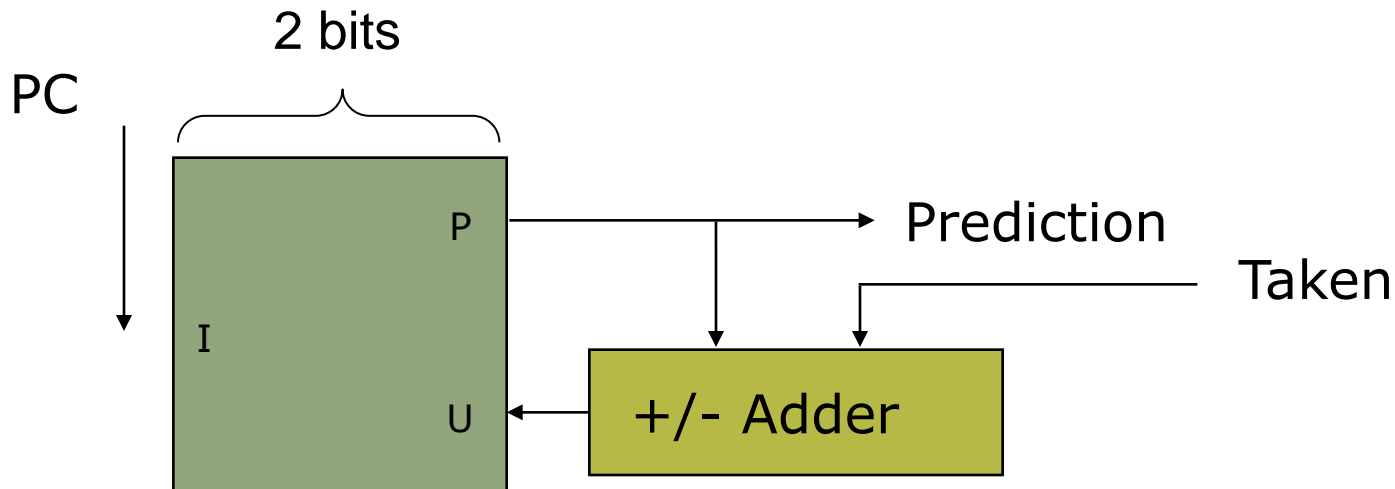 2 bits
PC
P
Prediction
Taken
I
U
+/- Adder